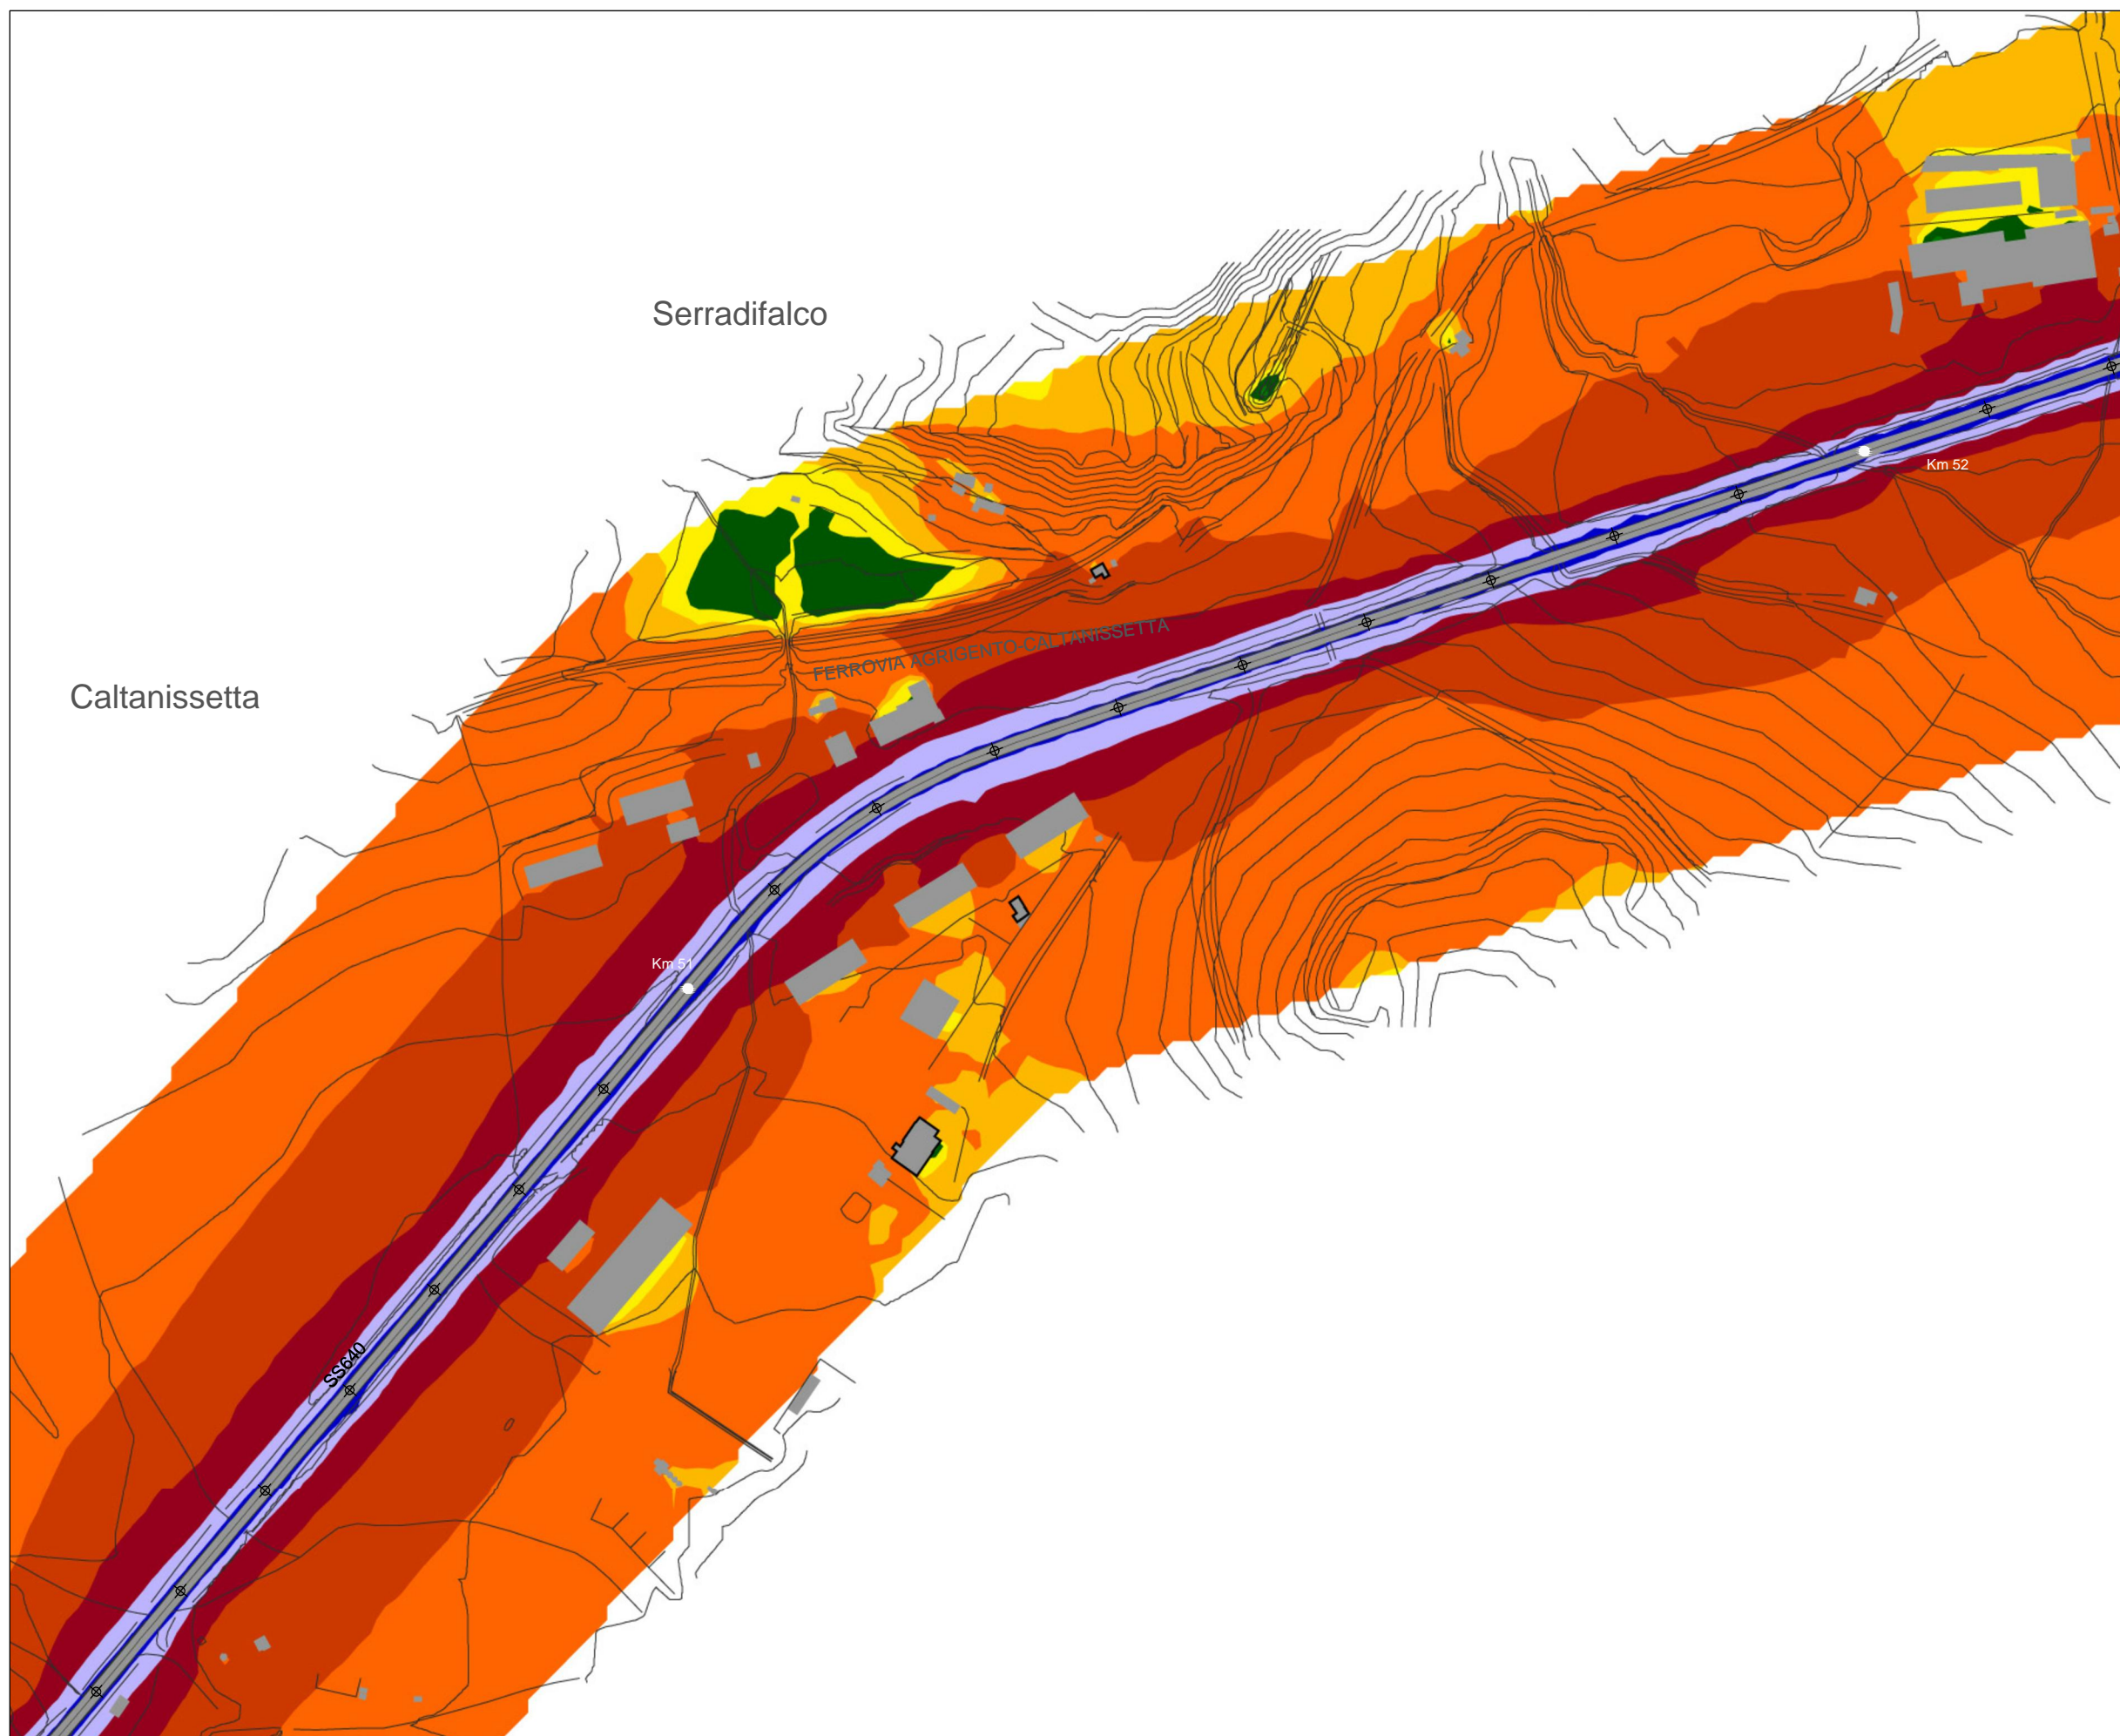 Serradifalco
Km 52
FERROVIA AGRIGENTO-CALTANISSETTA
Caltanissetta
Km 51
SS640